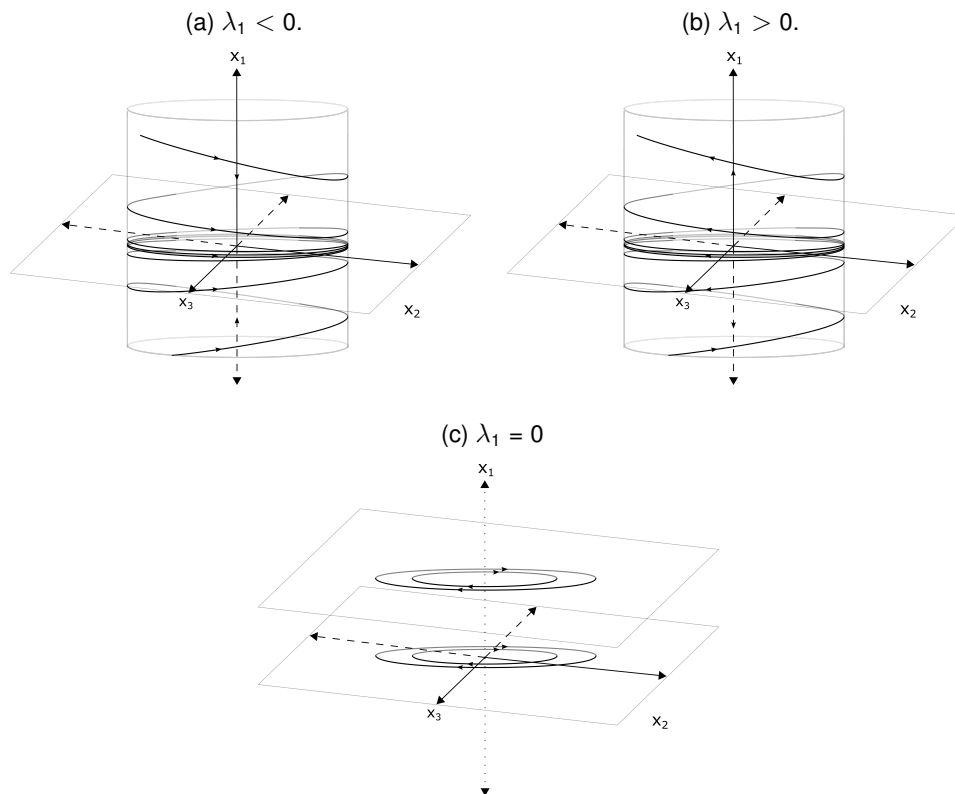 (a) λ₁ < 0.
(b) λ₁ > 0.
x₁
x₁
x₃
x₂
x₃
x₂
(c) λ₁ = 0
x₁
x₃
x₂